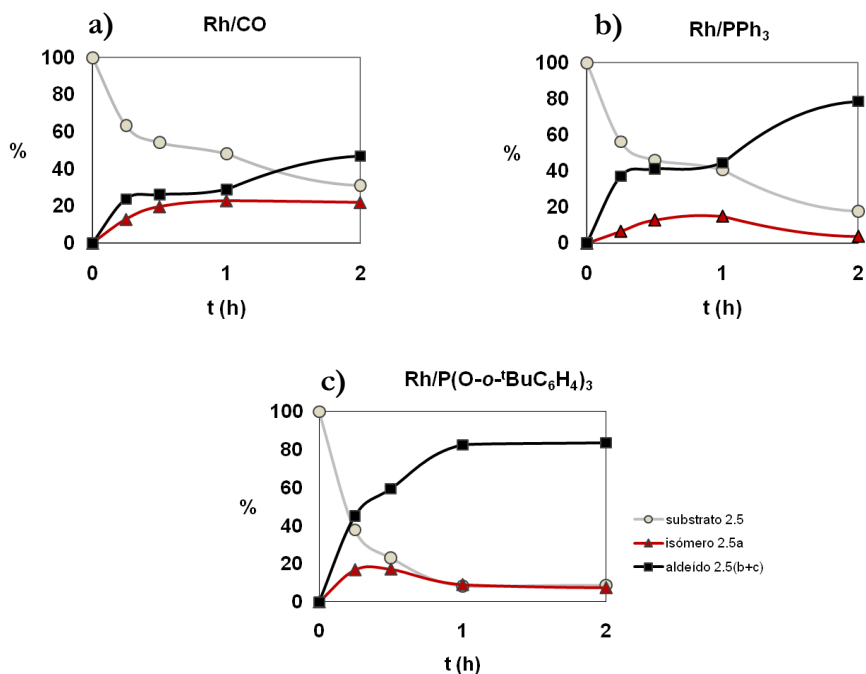 a)
Rh/CO
100
80
60
40
20
0
%
0 1 2
t (h)
b)
Rh/PPh₃
100
80
60
40
20
0
%
0 1 2
t (h)
c)
Rh/P(O-o-ᵗBuC₆H₄)₃
100
80
60
40
20
0
%
0 1 2
t (h)
substrato 2.5
isómero 2.5a
aldeído 2.5(b+c)